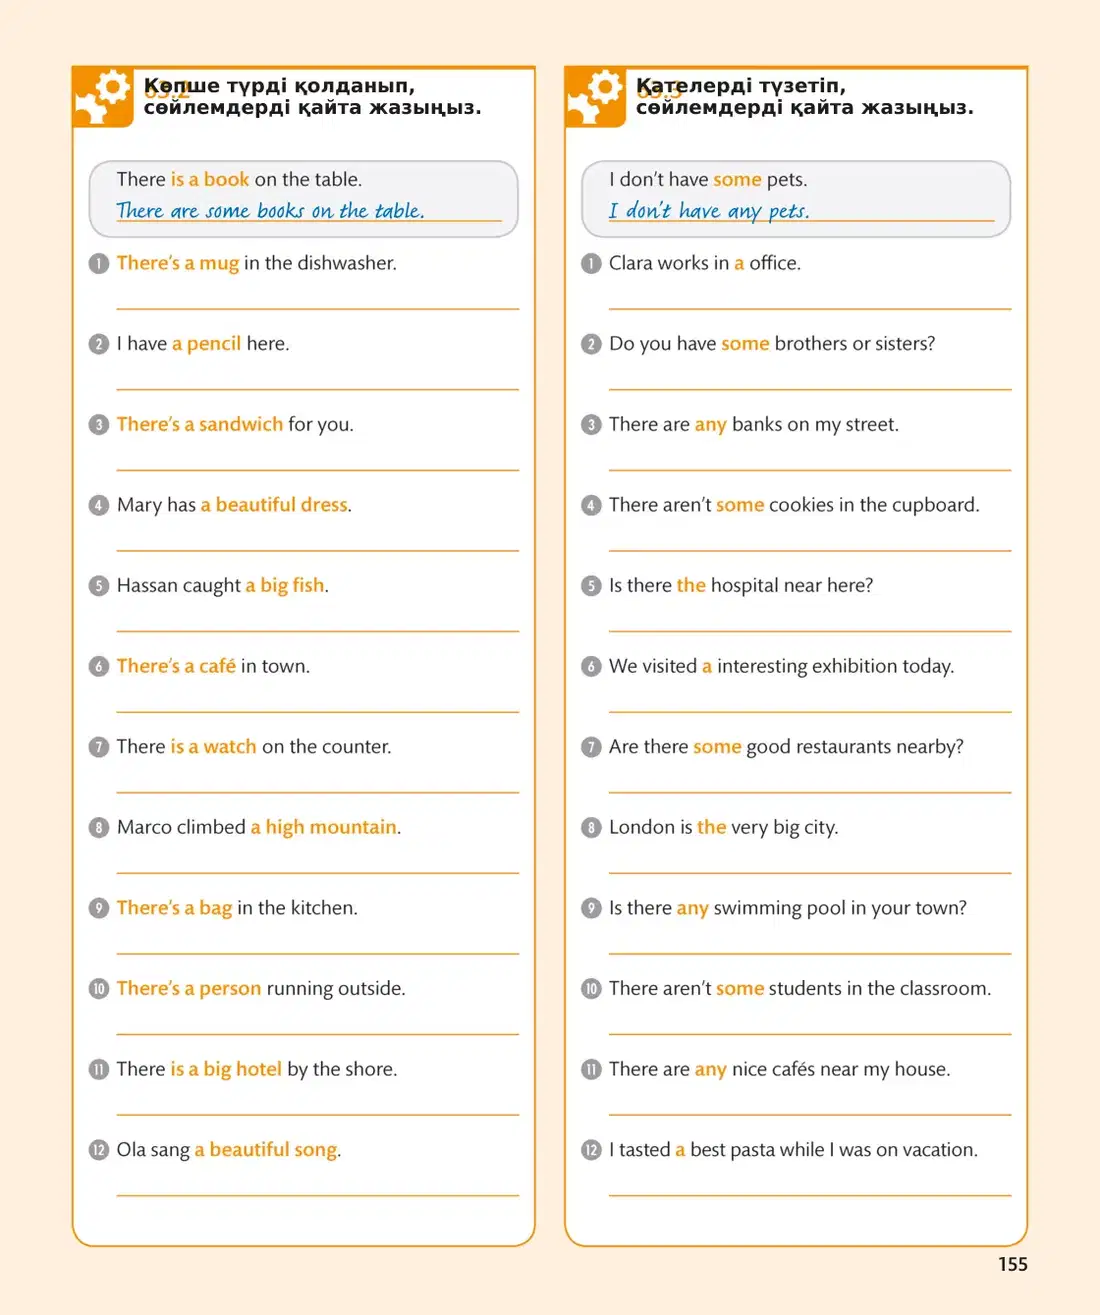 Көпше түрді қолданып,
сөйлемдерді қайта жазыңыз.
There is a book on the table.
There are some books on the table.
1 There's a mug in the dishwasher.
2 I have a pencil here.
3 There's a sandwich for you.
4 Mary has a beautiful dress.
5 Hassan caught a big fish.
6 There's a café in town.
7 There is a watch on the counter.
8 Marco climbed a high mountain.
9 There's a bag in the kitchen.
10 There's a person running outside.
11 There is a big hotel by the shore.
12 Ola sang a beautiful song.
Қателерді түзетіп,
сөйлемдерді қайта жазыңыз.
I don't have some pets.
I don't have any pets.
1 Clara works in a office.
2 Do you have some brothers or sisters?
3 There are any banks on my street.
4 There aren't some cookies in the cupboard.
5 Is there the hospital near here?
6 We visited a interesting exhibition today.
7 Are there some good restaurants nearby?
8 London is the very big city.
9 Is there any swimming pool in your town?
10 There aren't some students in the classroom.
11 There are any nice cafés near my house.
12 I tasted a best pasta while I was on vacation.
155